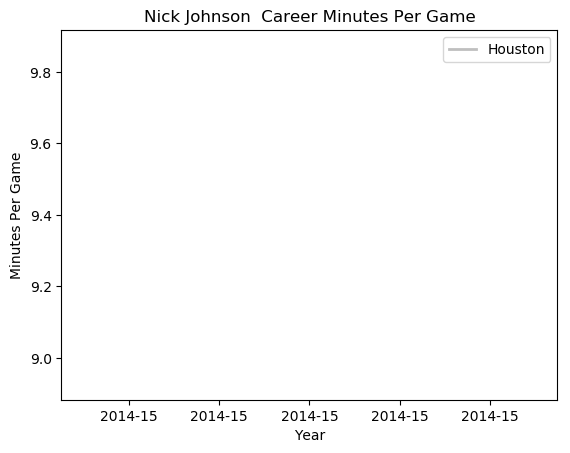 Nick Johnson  Career Minutes Per Game
Houston
9.8
9.6
9.4
9.2
9.0
Minutes Per Game
2014-15 2014-15 2014-15 2014-15 2014-15
Year